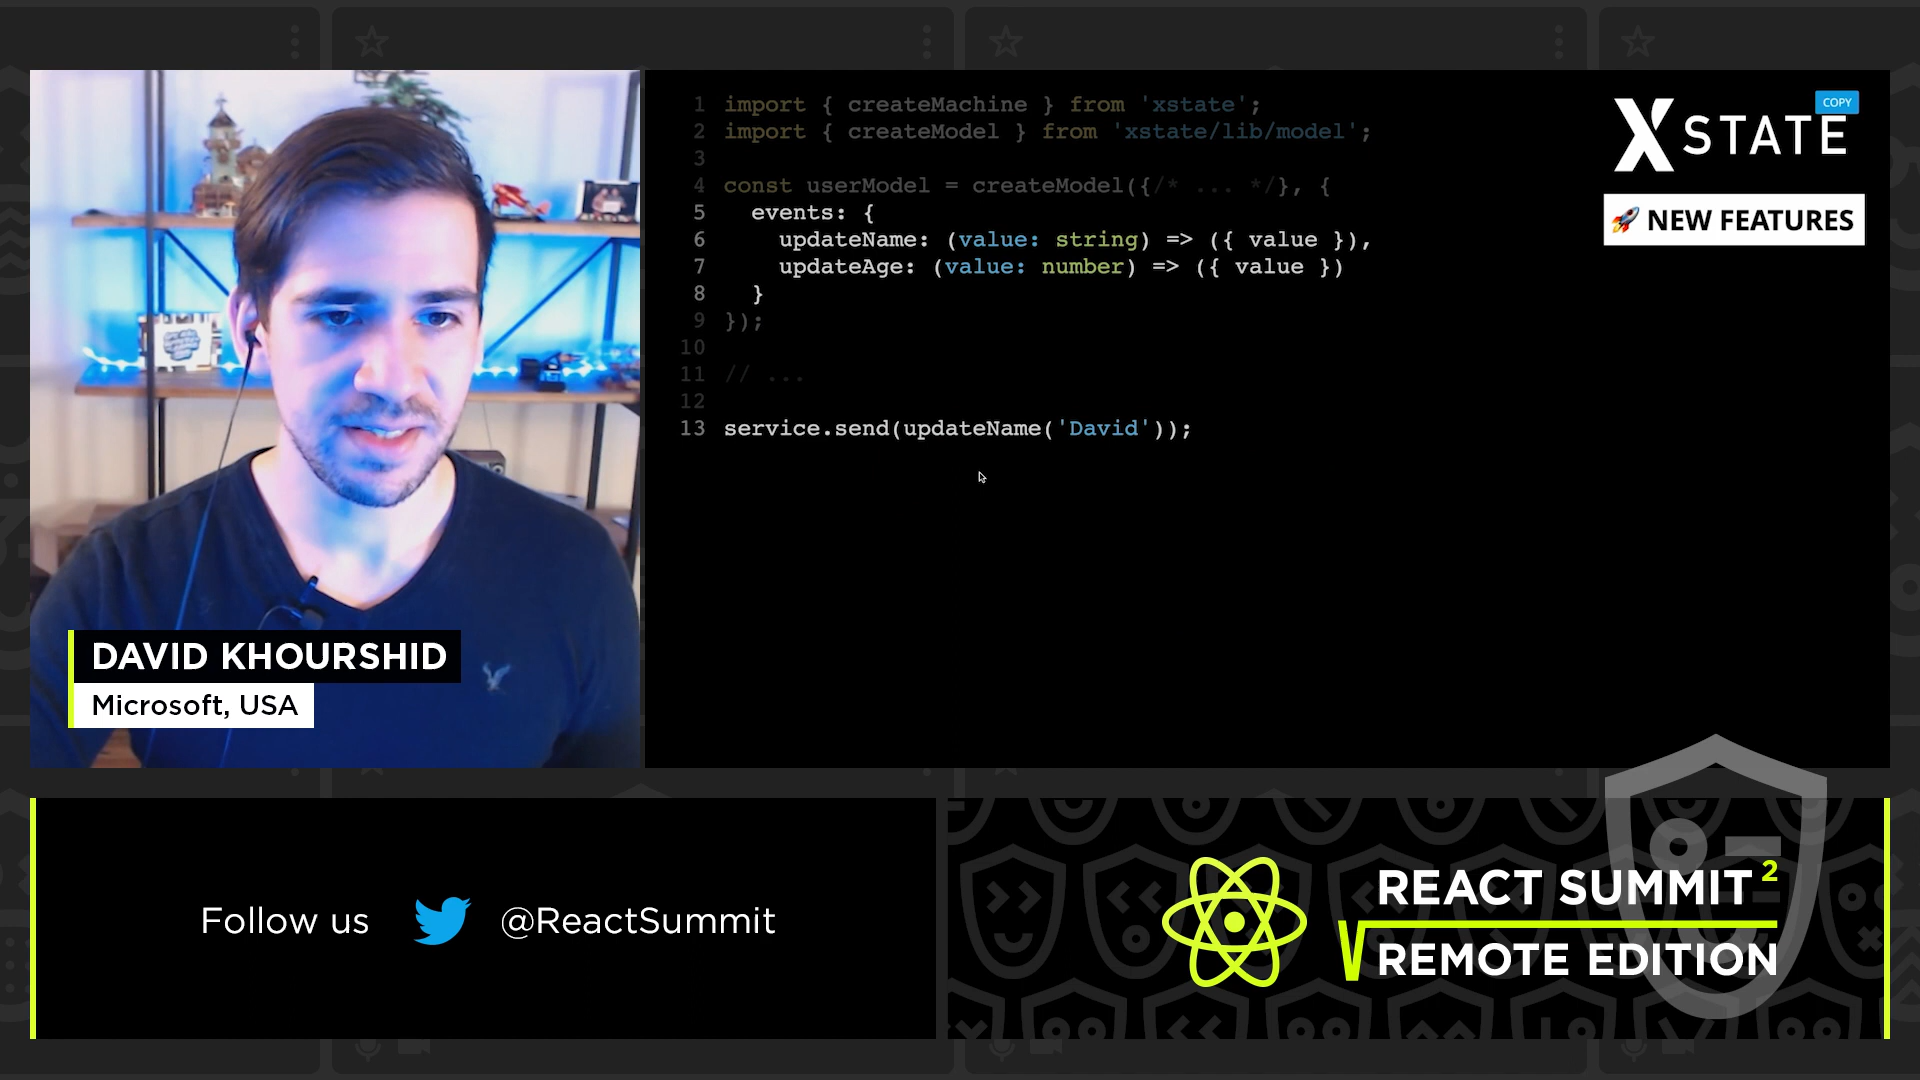 1 import { createMachine } from 'xstate';
2 import { createModel } from 'xstate/lib/model';
3
4 const userModel = createModel({/* ... */}, {
5 events: {
6 updateName: (value: string) => ({ value }),
7 updateAge: (value: number) => ({ value })
8 }
9 });
10
11 // ...
12
13 service.send(updateName('David'));
COPY
XSTATE
🚀 NEW FEATURES
DAVID KHOURSHID
Microsoft, USA
Follow us @ReactSummit
REACT SUMMIT 2
REMOTE EDITION